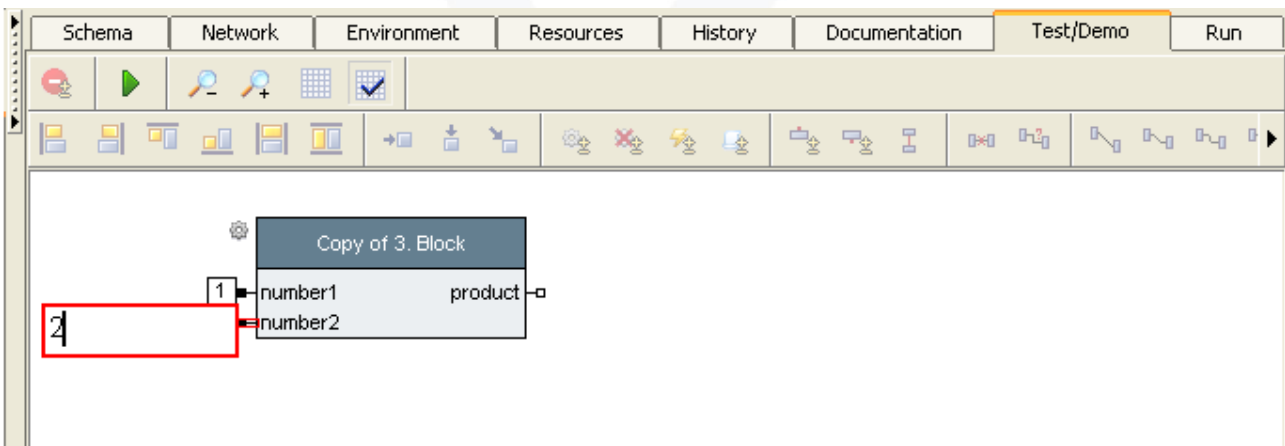 Schema Network Environment Resources History Documentation Test/Demo Run
Copy of 3. Block
1 number1 product
2 number2